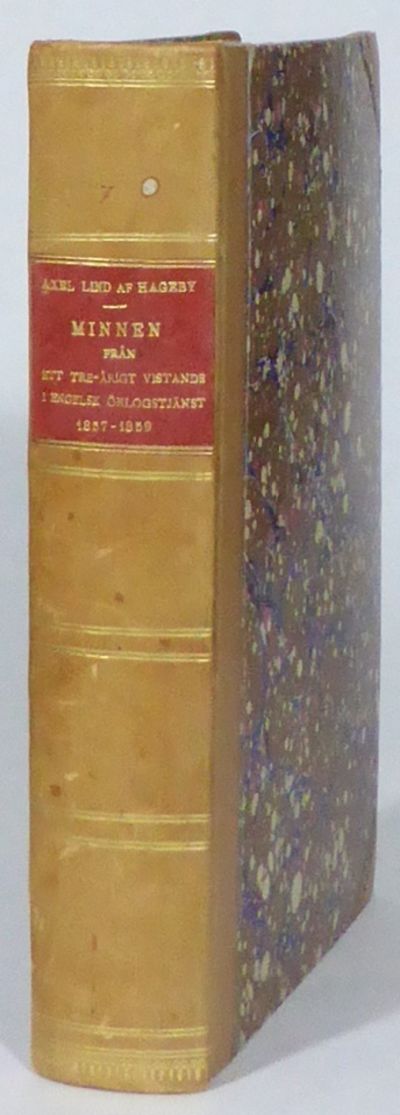 AXEL LIND AF HAGEBY
MINNEN
FRÅN
ETT TRE-ÅRIGT VISTANDE
I ENGELSK ÖRLOGSTJÄNST
1857-1859